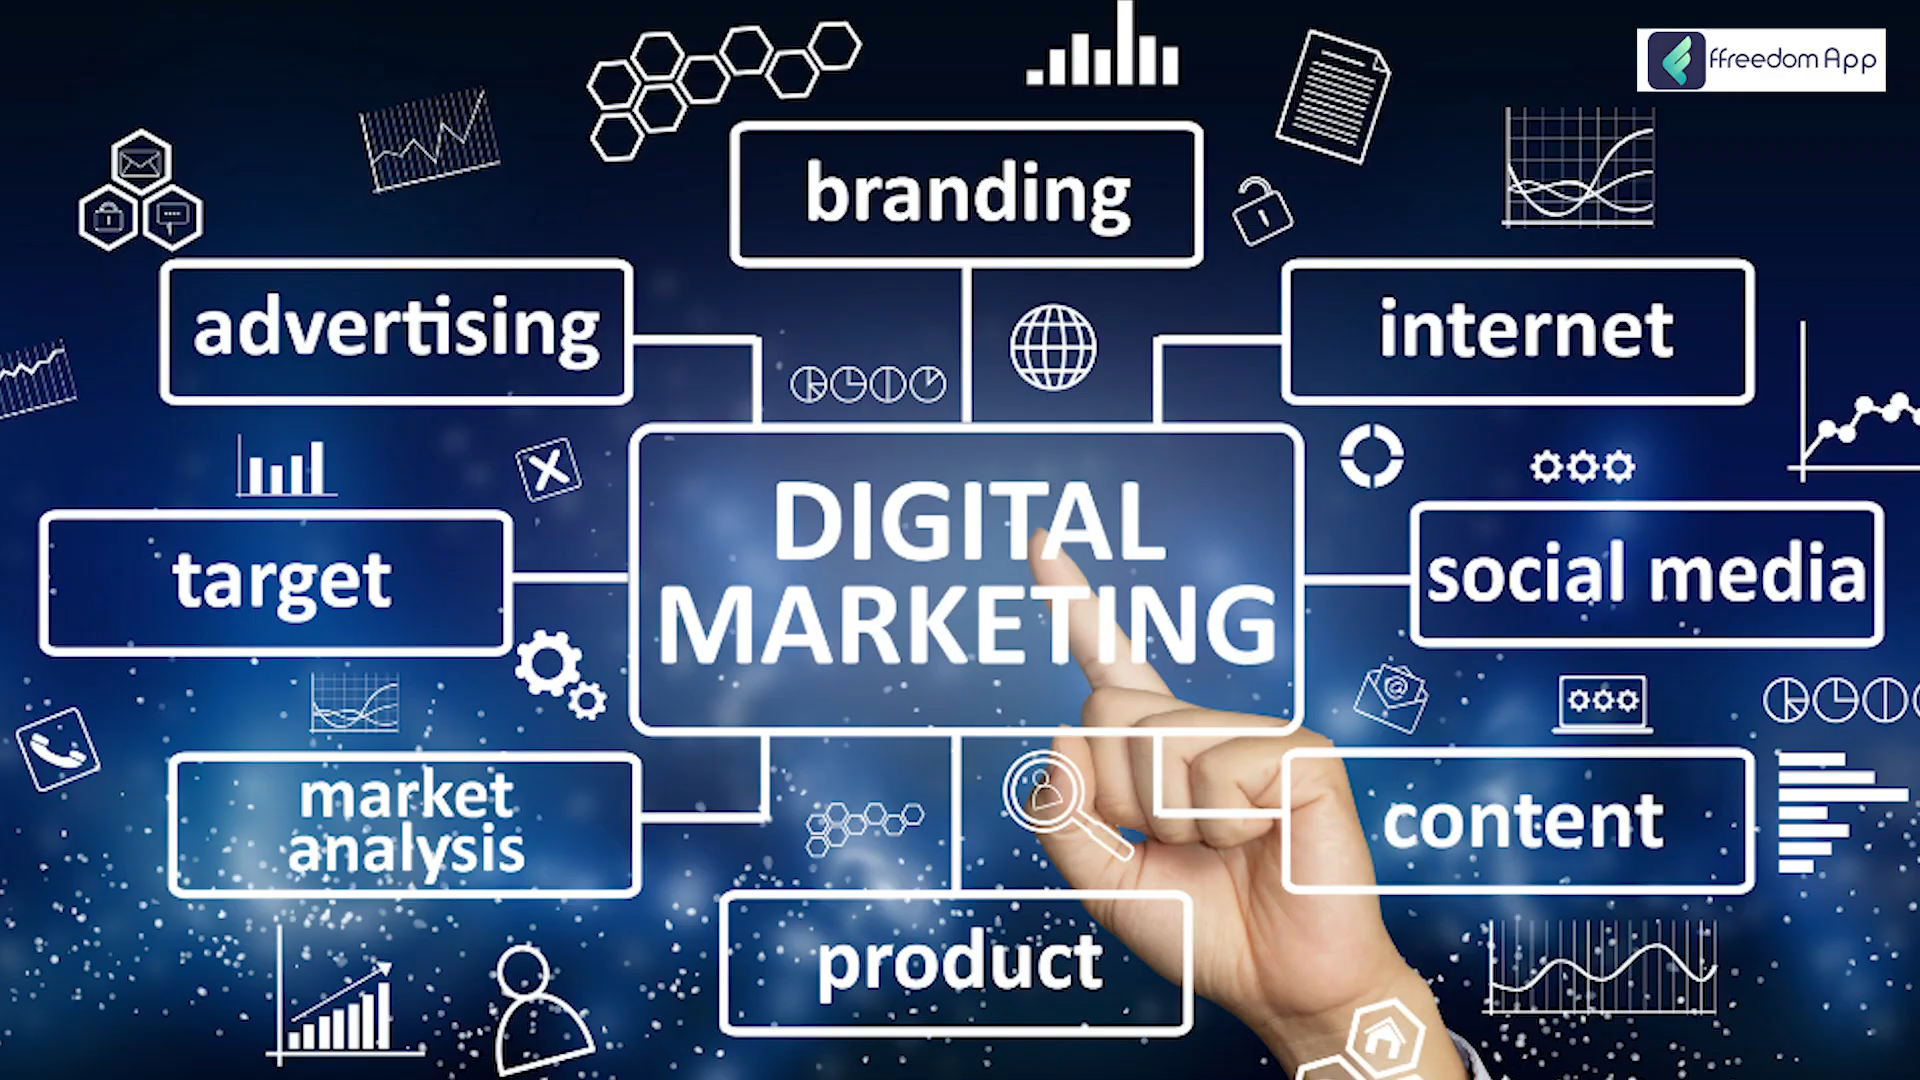 ffreedom App
branding
advertising
internet
DIGITAL
MARKETING
target
social media
market
analysis
content
product